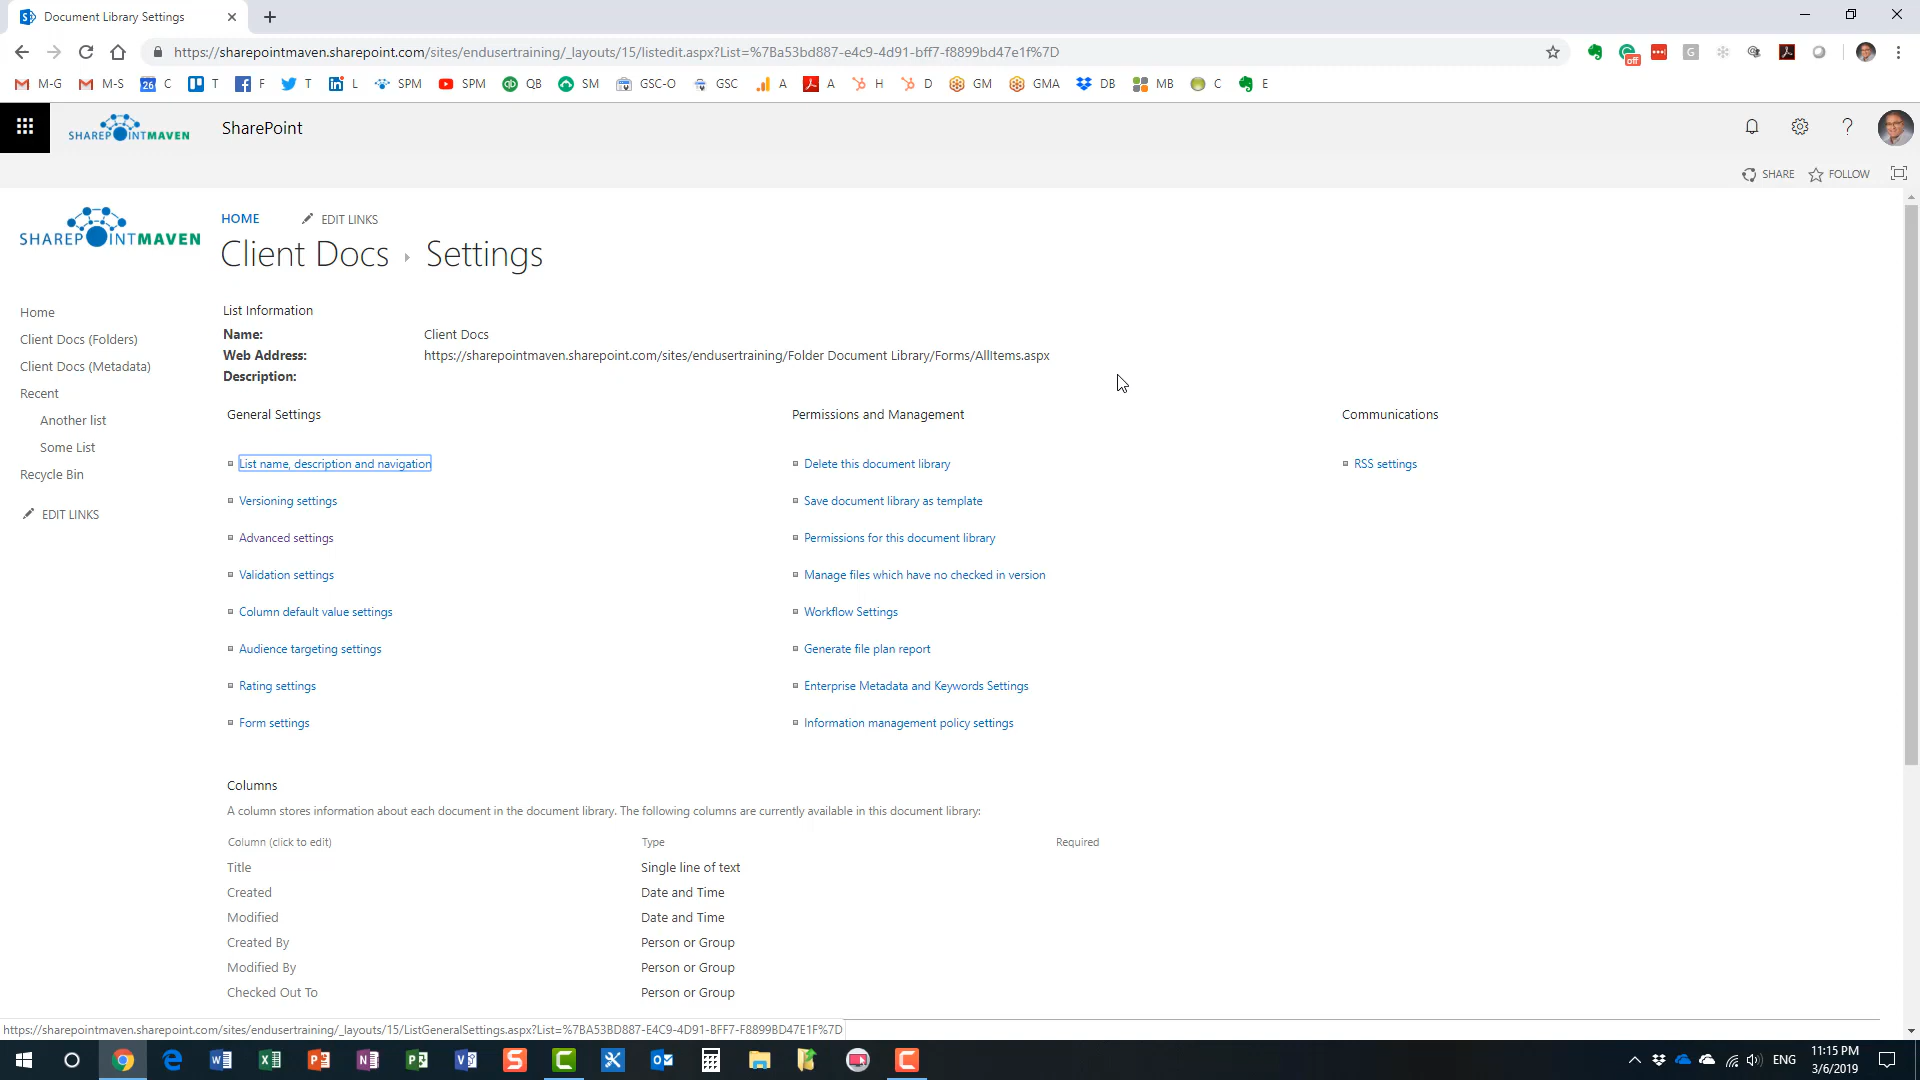 Document Library Settings
https://sharepointmaven.sharepoint.com/sites/endusertraining/_layouts/15/listedit.aspx?List=%7Ba53bd887-e4c9-4d91-bff7-f8899bd47e1f%7D
off
G
M-G M-S 26 C T F T L SPM SPM QB SM GSC-O GSC A A H D GM GMA DB MB C E
SHAREPOINTMAVEN SharePoint
SHARE FOLLOW
SHAREPOINTMAVEN
HOME EDIT LINKS
Client Docs Settings
Home
Client Docs (Folders)
Client Docs (Metadata)
Recent
Another list
Some List
Recycle Bin
EDIT LINKS
List Information
Name: Client Docs
Web Address: https://sharepointmaven.sharepoint.com/sites/endusertraining/Folder Document Library/Forms/AllItems.aspx
Description:
General Settings Permissions and Management Communications
List name, description and navigation Delete this document library RSS settings
Versioning settings Save document library as template
Advanced settings Permissions for this document library
Validation settings Manage files which have no checked in version
Column default value settings Workflow Settings
Audience targeting settings Generate file plan report
Rating settings Enterprise Metadata and Keywords Settings
Form settings Information management policy settings
Columns
A column stores information about each document in the document library. The following columns are currently available in this document library:
Column (click to edit) Type Required
Title Single line of text
Created Date and Time
Modified Date and Time
Created By Person or Group
Modified By Person or Group
Checked Out To Person or Group
https://sharepointmaven.sharepoint.com/sites/endusertraining/_layouts/15/ListGeneralSettings.aspx?List=%7BA53BD887-E4C9-4D91-BFF7-F8899BD47E1F%7D
ENG 11:15 PM
3/6/2019